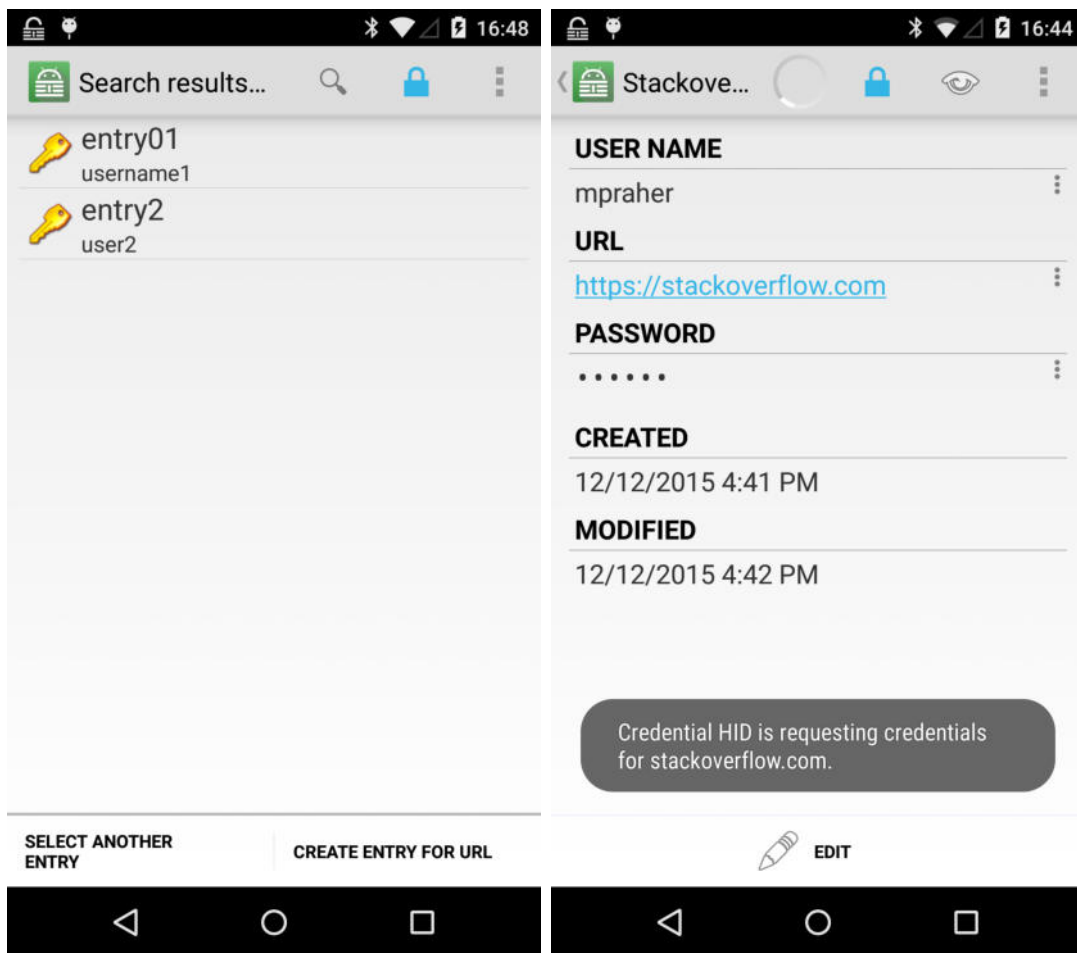 16:48
Search results...
entry01
username1
entry2
user2
SELECT ANOTHER
ENTRY
CREATE ENTRY FOR URL
16:44
Stackove...
USER NAME
mpraher
URL
https://stackoverflow.com
PASSWORD
••••••
CREATED
12/12/2015 4:41 PM
MODIFIED
12/12/2015 4:42 PM
Credential HID is requesting credentials
for stackoverflow.com.
EDIT